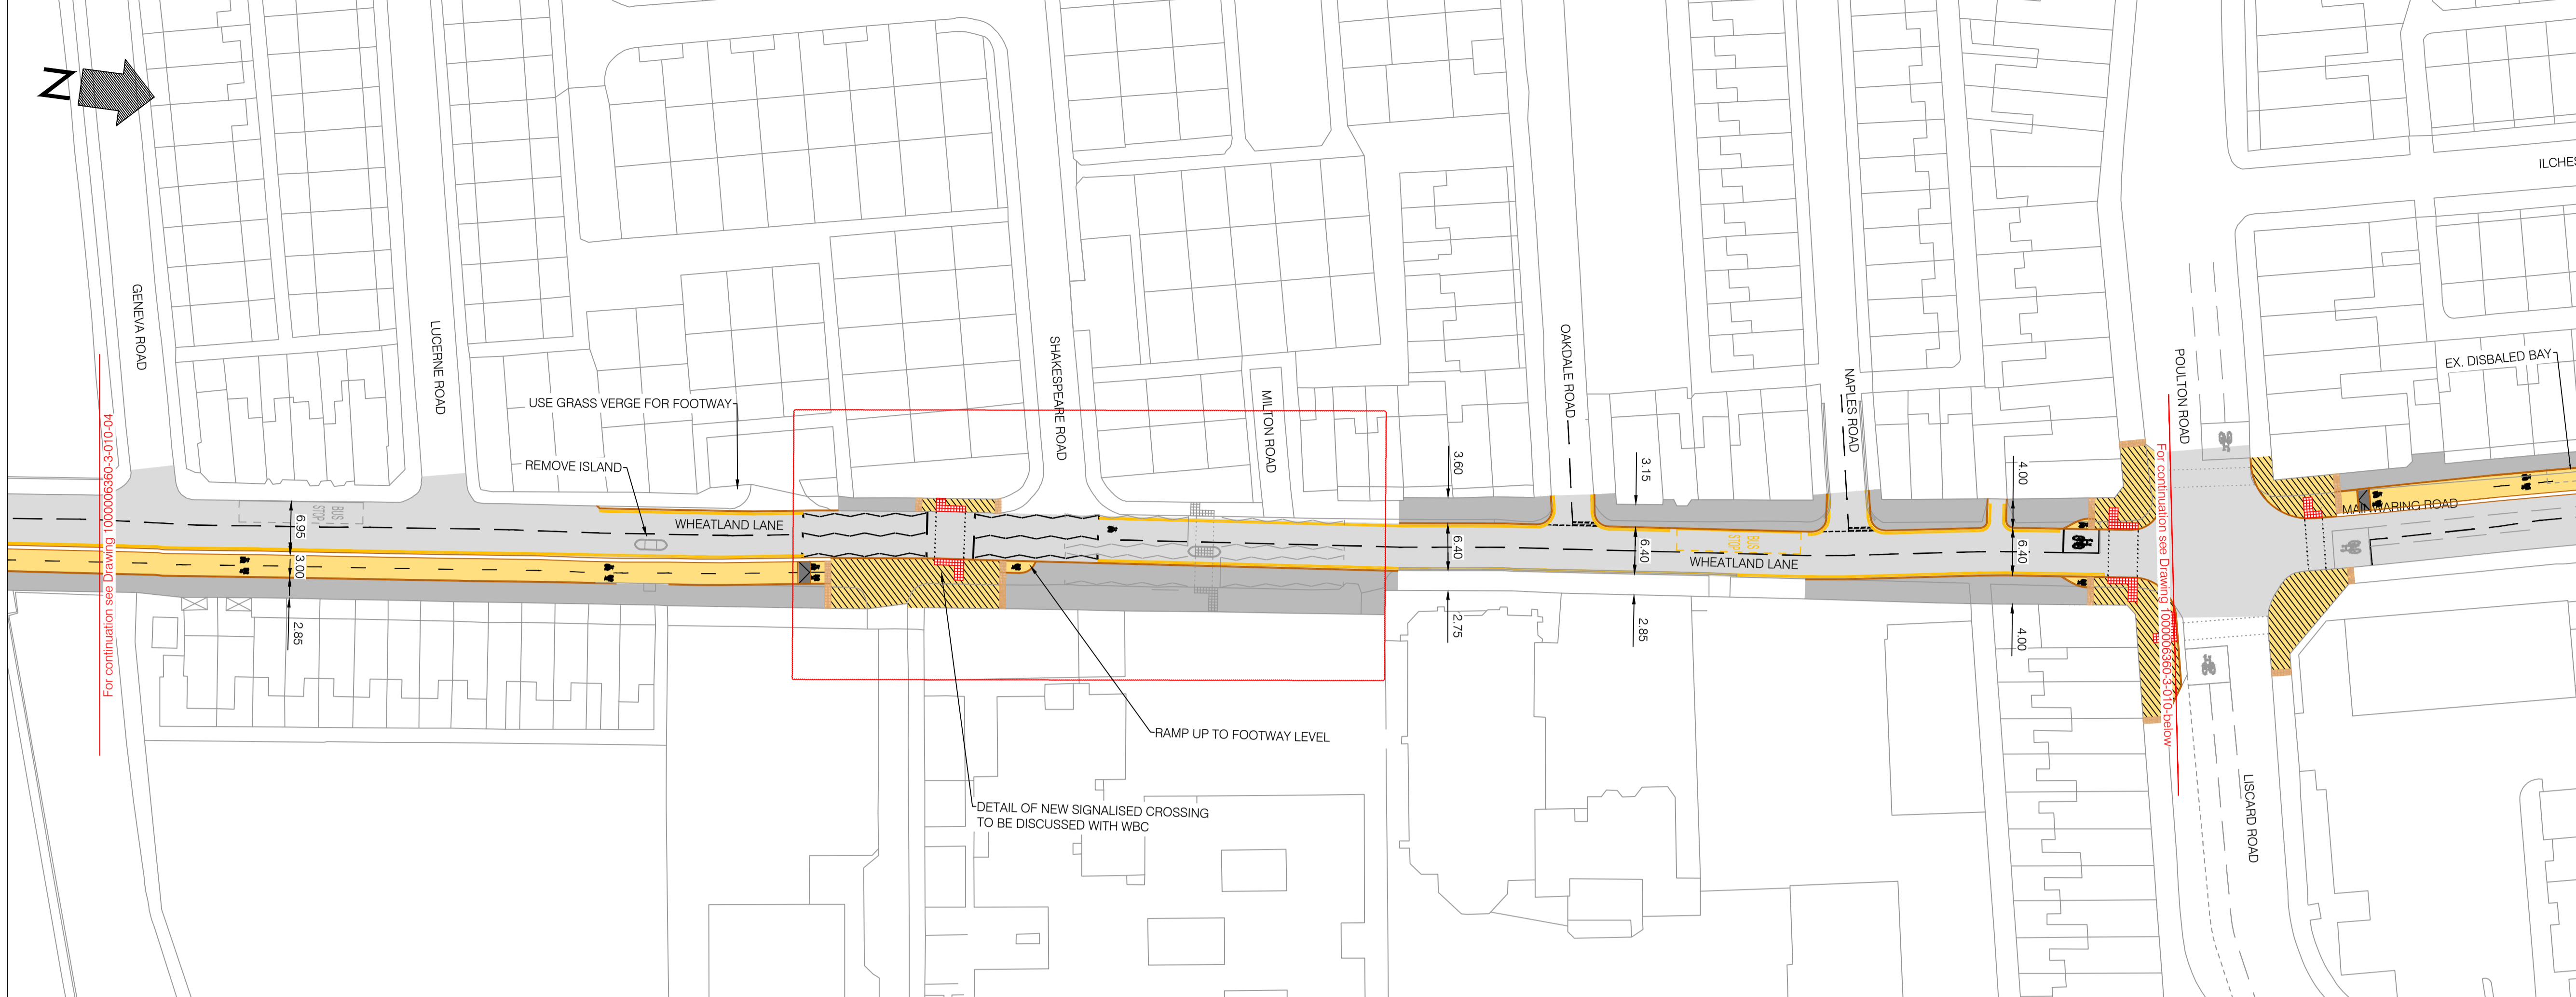 N
GENEVA ROAD
LUCERNE ROAD
SHAKESPEARE ROAD
MILTON ROAD
OAKDALE ROAD
NAPLES ROAD
POULTON ROAD
ILCHES
EX. DISBALED BAY
USE GRASS VERGE FOR FOOTWAY
REMOVE ISLAND
For continuation see Drawing 1000006360-3-010-04
BUS
STOP
6.95
3.00
2.85
WHEATLAND LANE
3.60
6.40
2.75
3.15
6.40
2.85
BUS
STOP
WHEATLAND LANE
4.00
6.40
4.00
For continuation see Drawing 1000006360-3-010-below
MAINWARING ROAD
LISCARD ROAD
RAMP UP TO FOOTWAY LEVEL
DETAIL OF NEW SIGNALISED CROSSING
TO BE DISCUSSED WITH WBC